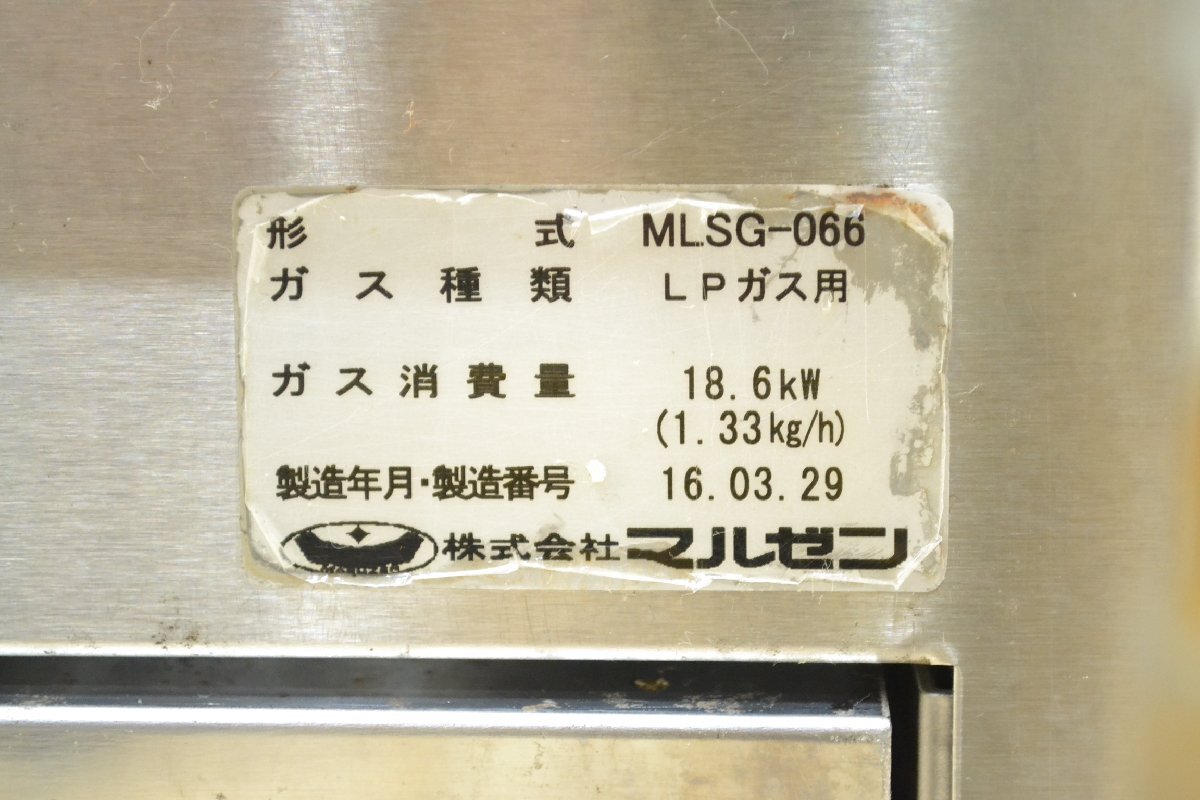 形式 MLSG-066
ガス種類 LPガス用
ガス消費量 18.6kW
(1.33kg/h)
製造年月・製造番号 16.03.29
MARUZEN 株式会社マルゼン